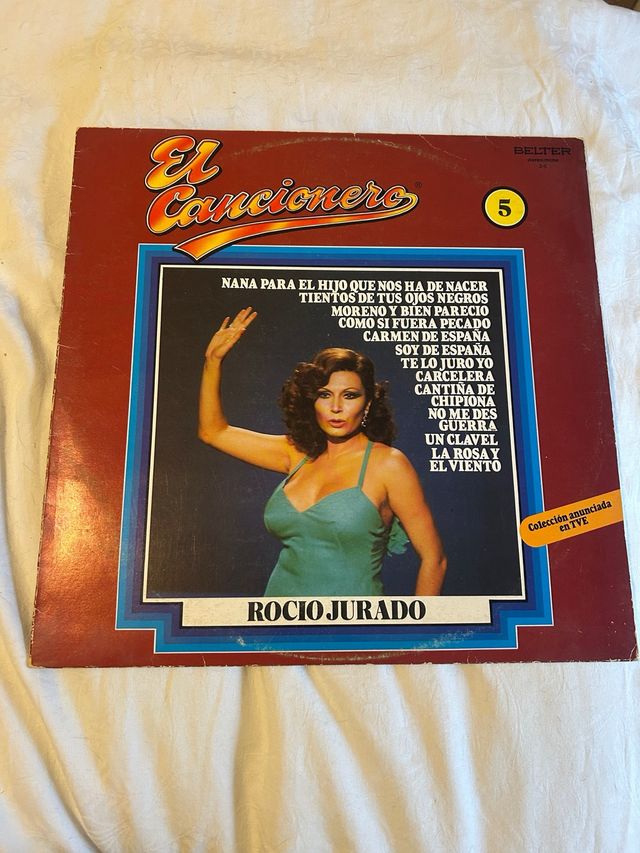 El
Cancionero®
BELTER
5
NANA PARA EL HIJO QUE NOS HA DE NACER
TIENTOS DE TUS OJOS NEGROS
MORENO Y BIEN PARECIO
COMO SI FUERA PECADO
CARMEN DE ESPAÑA
SOY DE ESPAÑA
TE LO JURO YO
CARCELERA
CANTIÑA DE
CHIPIONA
NO ME DES
GUERRA
UN CLAVEL
LA ROSA Y
EL VIENTO
Colección anunciada
en TVE
ROCIO JURADO